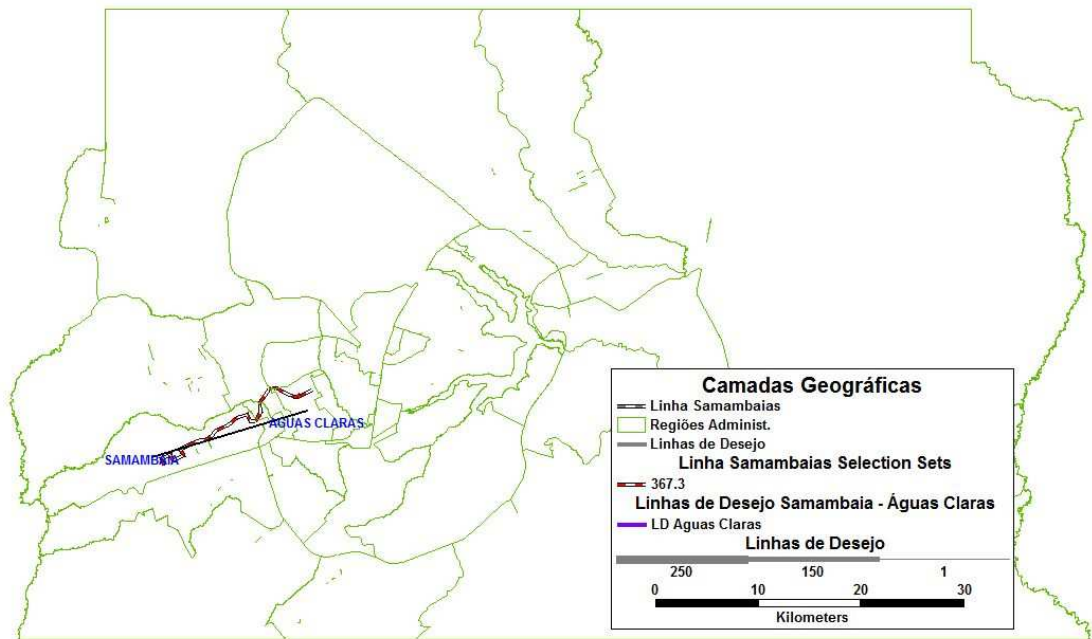 AGUAS CLARAS
SAMAMBAIA
Camadas Geográficas
Linha Samambaias
Regiões Administ.
Linhas de Desejo
Linha Samambaias Selection Sets
367.3
Linhas de Desejo Samambaia - Águas Claras
LD Aguas Claras
Linhas de Desejo
250 150 1
0 10 20 30
Kilometers